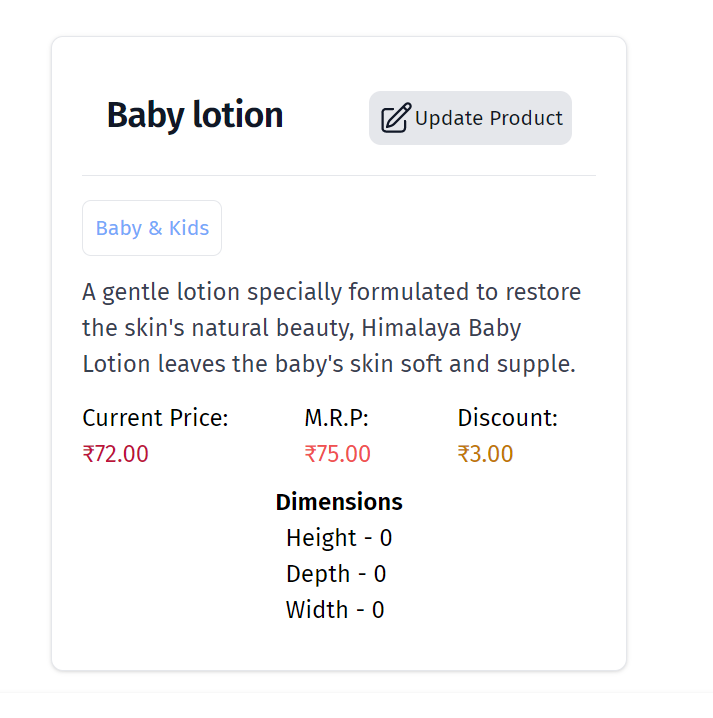 Baby lotion
Update Product
Baby & Kids
A gentle lotion specially formulated to restore
the skin's natural beauty, Himalaya Baby
Lotion leaves the baby's skin soft and supple.
Current Price: M.R.P: Discount:
₹72.00 ₹75.00 ₹3.00
Dimensions
Height - 0
Depth - 0
Width - 0